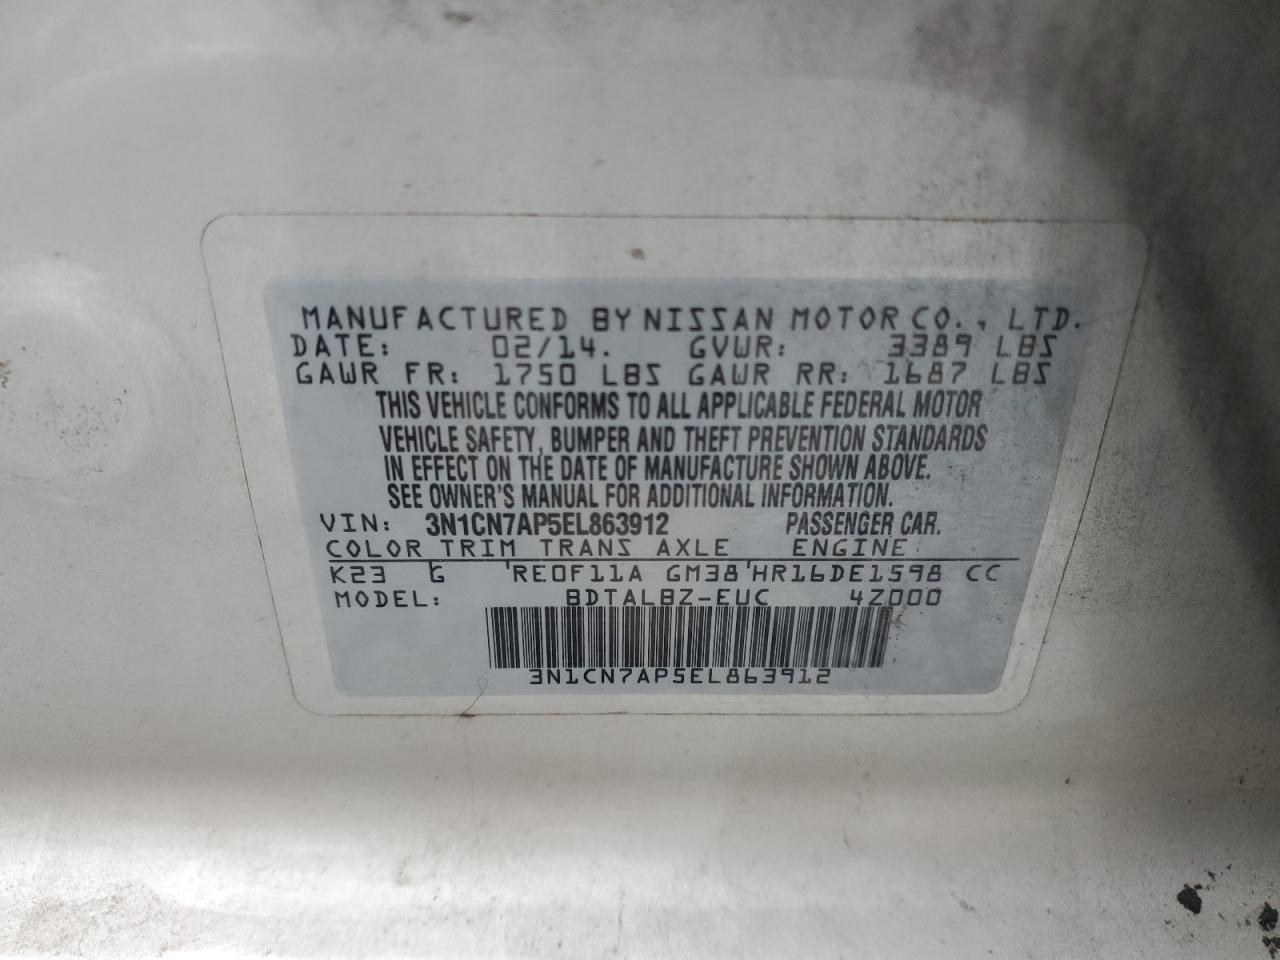 MANUFACTURED BY NISSAN MOTOR CO., LTD.
DATE: 02/14. GVWR: 3389 LBS
GAWR FR: 1750 LBS GAWR RR: 1687 LBS
THIS VEHICLE CONFORMS TO ALL APPLICABLE FEDERAL MOTOR
VEHICLE SAFETY, BUMPER AND THEFT PREVENTION STANDARDS
IN EFFECT ON THE DATE OF MANUFACTURE SHOWN ABOVE.
SEE OWNER'S MANUAL FOR ADDITIONAL INFORMATION.
VIN: 3N1CN7AP5EL863912 PASSENGER CAR.
COLOR TRIM TRANS AXLE ENGINE
K23 G RE0F11A GM38 HR16DE1598 CC
MODEL: BDTALBZ-EUC 4Z000
3N1CN7AP5EL863912